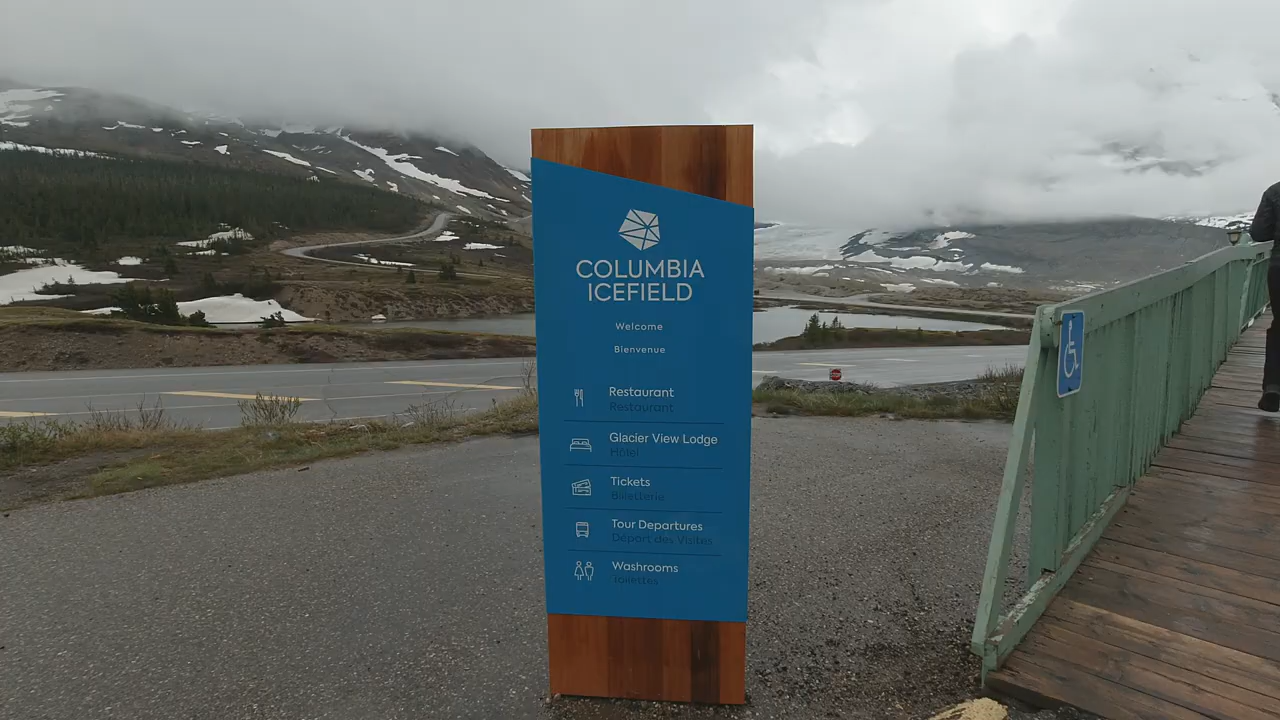 COLUMBIA
ICEFIELD
Welcome
Bienvenue
Restaurant
Restaurant
Glacier View Lodge
Hôtel
Tickets
Billetterie
Tour Departures
Départ des Visites
Washrooms
Toilettes